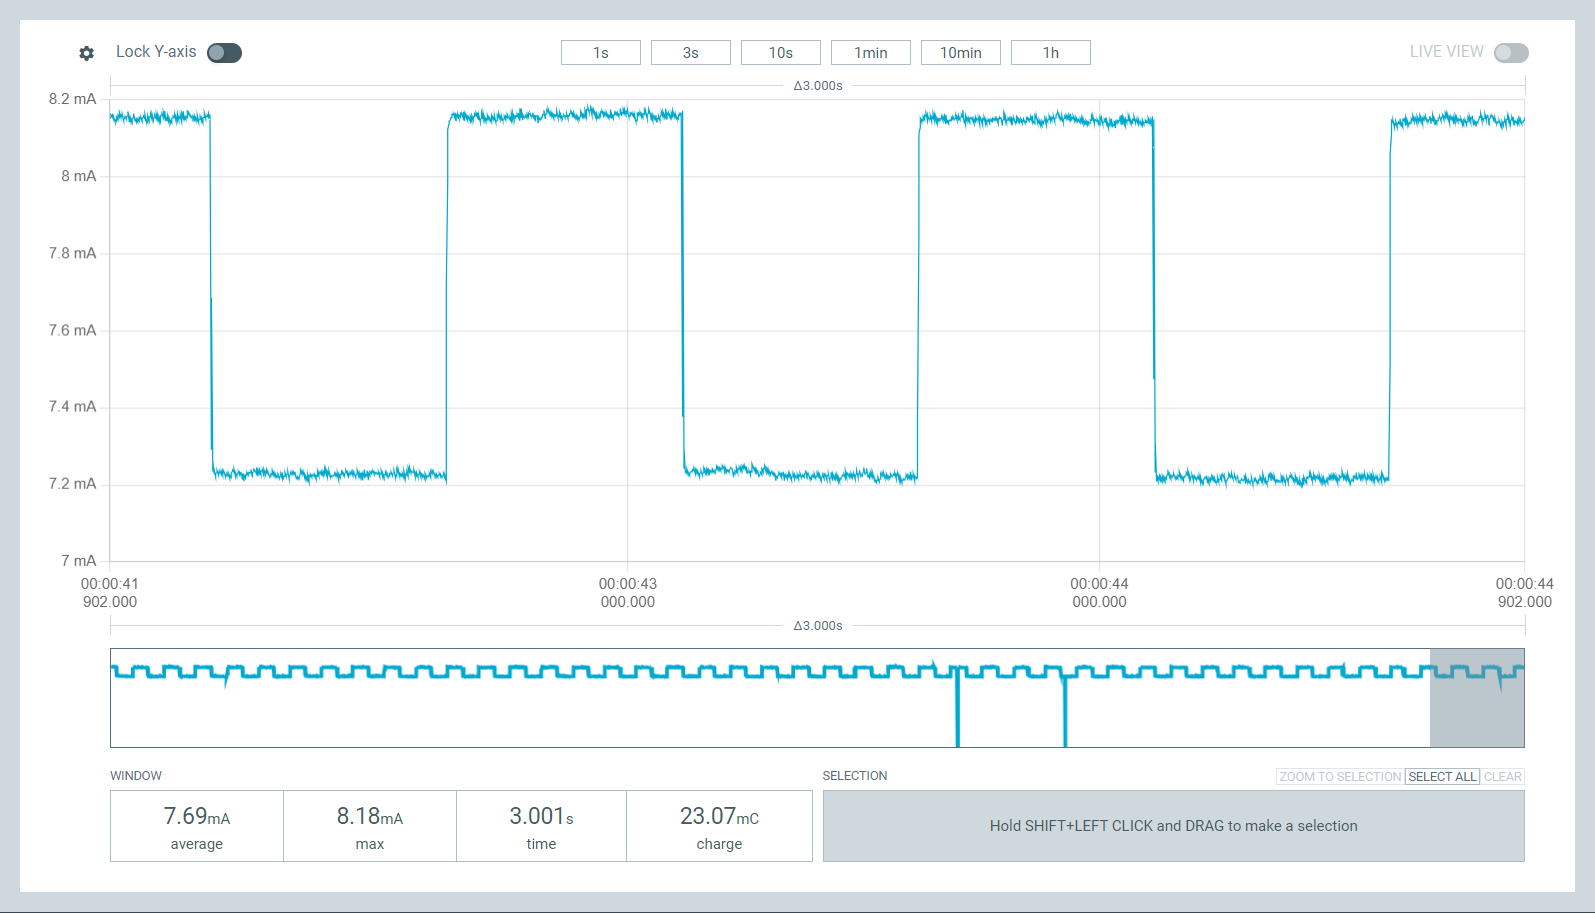 Lock Y-axis
1s
3s
10s
1min
10min
1h
LIVE VIEW
Δ3.000s
8.2 mA
8 mA
7.8 mA
7.6 mA
7.4 mA
7.2 mA
7 mA
00:00:41
902.000
00:00:43
000.000
00:00:44
000.000
00:00:44
902.000
Δ3.000s
WINDOW
7.69mA
average
8.18mA
max
3.001s
time
23.07mC
charge
SELECTION
ZOOM TO SELECTION
SELECT ALL
CLEAR
Hold SHIFT+LEFT CLICK and DRAG to make a selection